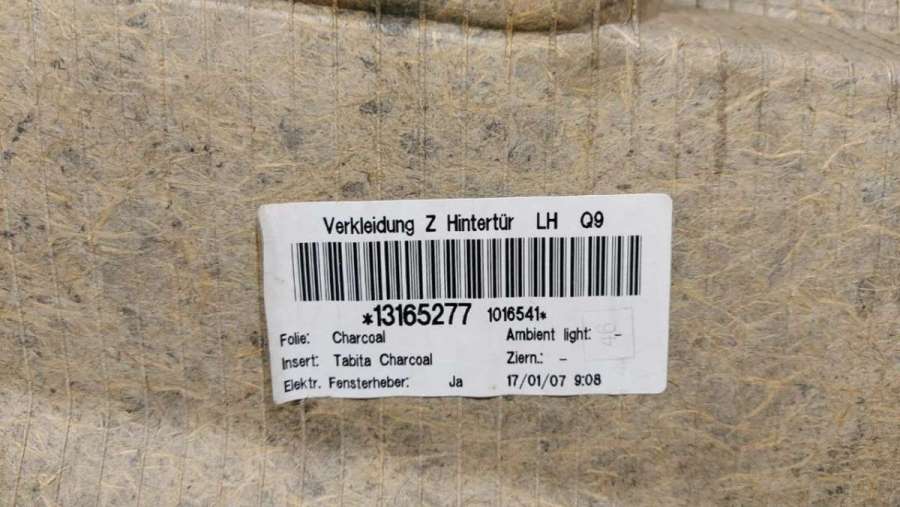 Verkleidung Z Hintertür LH Q9
*13165277 1016541*
Folie: Charcoal Ambient light: -
Insert: Tabita Charcoal Ziern.: -
Elektr. Fensterheber: Ja 17/01/07 9:08
46